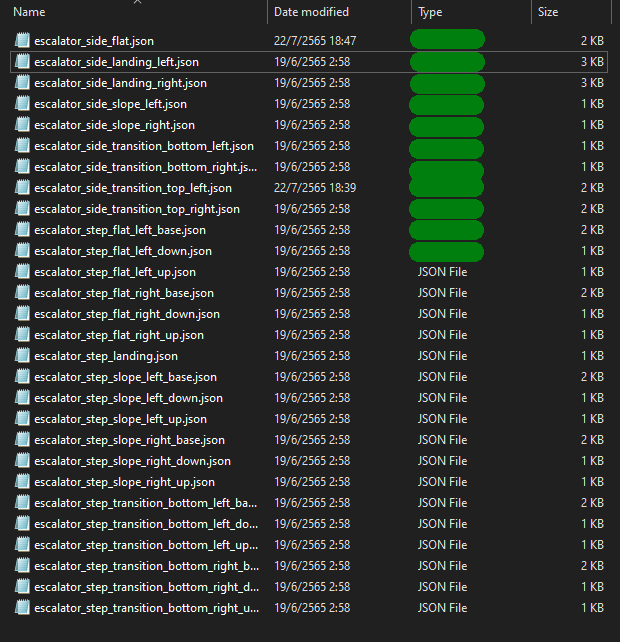 Name Date modified Type Size
escalator_side_flat.json 22/7/2565 18:47 2 KB
escalator_side_landing_left.json 19/6/2565 2:58 3 KB
escalator_side_landing_right.json 19/6/2565 2:58 3 KB
escalator_side_slope_left.json 19/6/2565 2:58 1 KB
escalator_side_slope_right.json 19/6/2565 2:58 1 KB
escalator_side_transition_bottom_left.json 19/6/2565 2:58 1 KB
escalator_side_transition_bottom_right.js... 19/6/2565 2:58 1 KB
escalator_side_transition_top_left.json 22/7/2565 18:39 2 KB
escalator_side_transition_top_right.json 19/6/2565 2:58 2 KB
escalator_step_flat_left_base.json 19/6/2565 2:58 2 KB
escalator_step_flat_left_down.json 19/6/2565 2:58 1 KB
escalator_step_flat_left_up.json 19/6/2565 2:58 JSON File 1 KB
escalator_step_flat_right_base.json 19/6/2565 2:58 JSON File 2 KB
escalator_step_flat_right_down.json 19/6/2565 2:58 JSON File 1 KB
escalator_step_flat_right_up.json 19/6/2565 2:58 JSON File 1 KB
escalator_step_landing.json 19/6/2565 2:58 JSON File 1 KB
escalator_step_slope_left_base.json 19/6/2565 2:58 JSON File 2 KB
escalator_step_slope_left_down.json 19/6/2565 2:58 JSON File 1 KB
escalator_step_slope_left_up.json 19/6/2565 2:58 JSON File 1 KB
escalator_step_slope_right_base.json 19/6/2565 2:58 JSON File 2 KB
escalator_step_slope_right_down.json 19/6/2565 2:58 JSON File 1 KB
escalator_step_slope_right_up.json 19/6/2565 2:58 JSON File 1 KB
escalator_step_transition_bottom_left_ba... 19/6/2565 2:58 JSON File 2 KB
escalator_step_transition_bottom_left_do... 19/6/2565 2:58 JSON File 1 KB
escalator_step_transition_bottom_left_up... 19/6/2565 2:58 JSON File 1 KB
escalator_step_transition_bottom_right_b... 19/6/2565 2:58 JSON File 2 KB
escalator_step_transition_bottom_right_d... 19/6/2565 2:58 JSON File 1 KB
escalator_step_transition_bottom_right_u... 19/6/2565 2:58 JSON File 1 KB